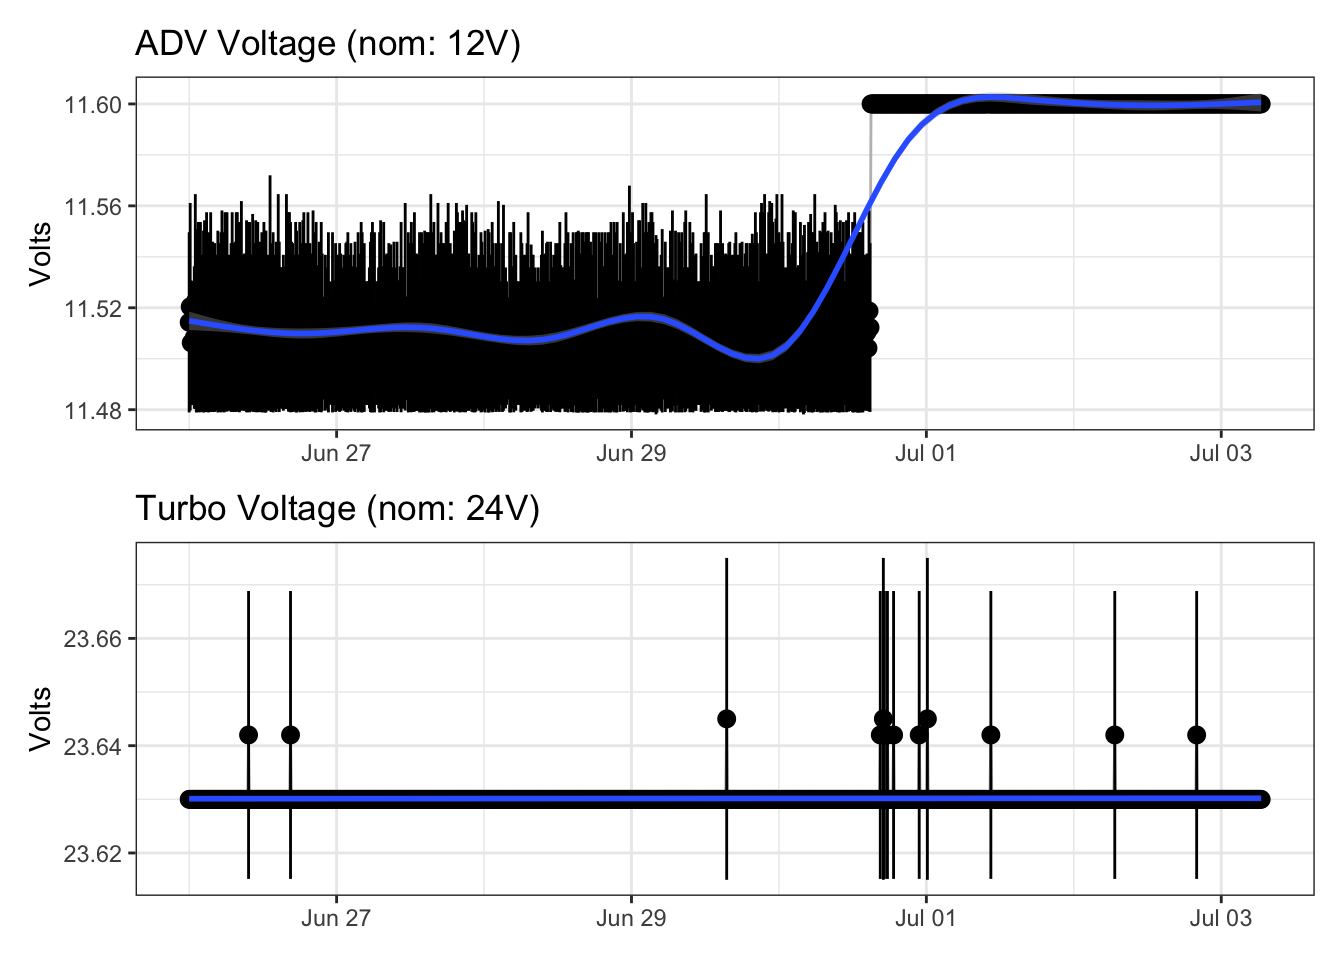 ADV Voltage (nom: 12V)
Volts
11.60
11.56
11.52
11.48
Jun 27 Jun 29 Jul 01 Jul 03
Turbo Voltage (nom: 24V)
Volts
23.66
23.64
23.62
Jun 27 Jun 29 Jul 01 Jul 03